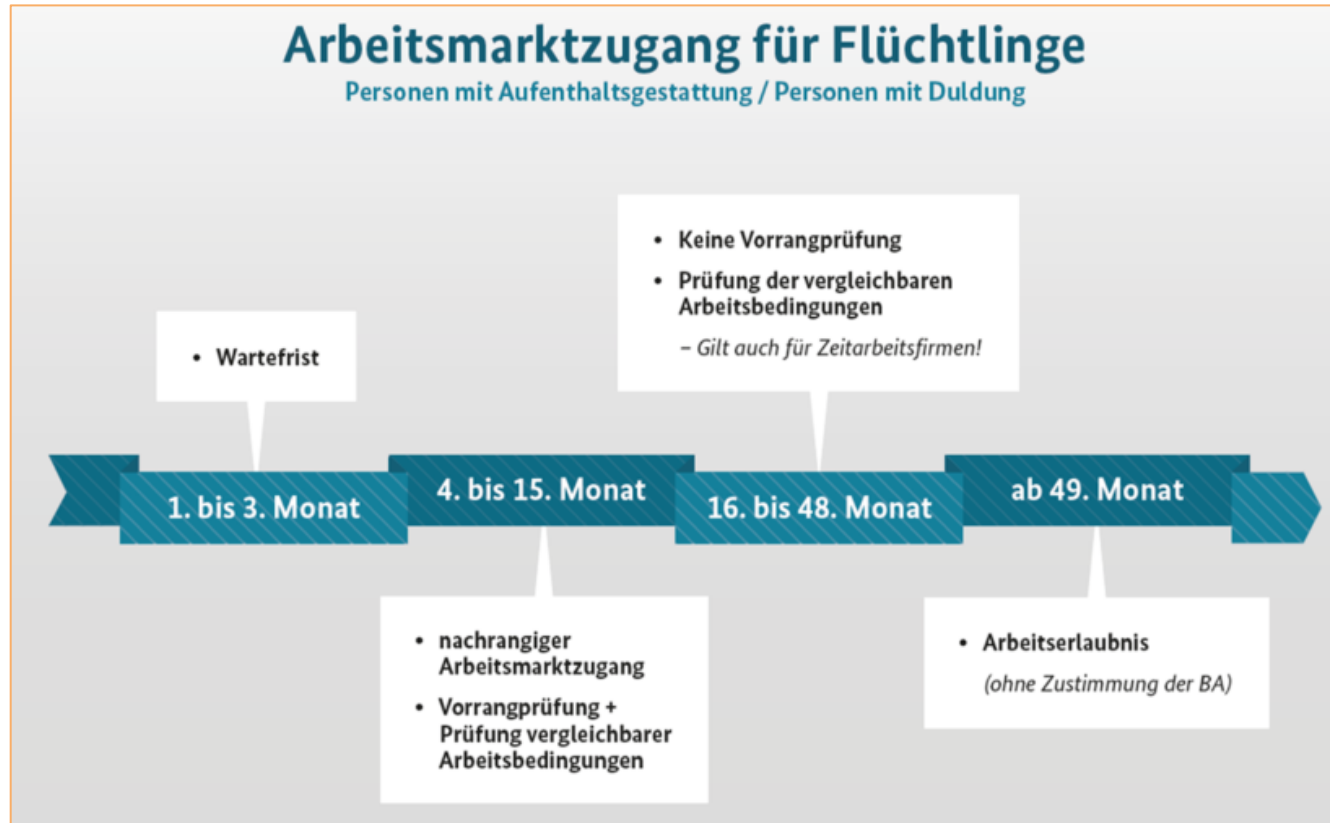 Arbeitsmarktzugang für Flüchtlinge
Personen mit Aufenthaltsgestattung / Personen mit Duldung
• Wartefrist
1. bis 3. Monat
4. bis 15. Monat
• nachrangiger
Arbeitsmarktzugang
• Vorrangprüfung +
Prüfung vergleichbarer
Arbeitsbedingungen
• Keine Vorrangprüfung
• Prüfung der vergleichbaren
Arbeitsbedingungen
– Gilt auch für Zeitarbeitsfirmen!
16. bis 48. Monat
ab 49. Monat
• Arbeitserlaubnis
(ohne Zustimmung der BA)